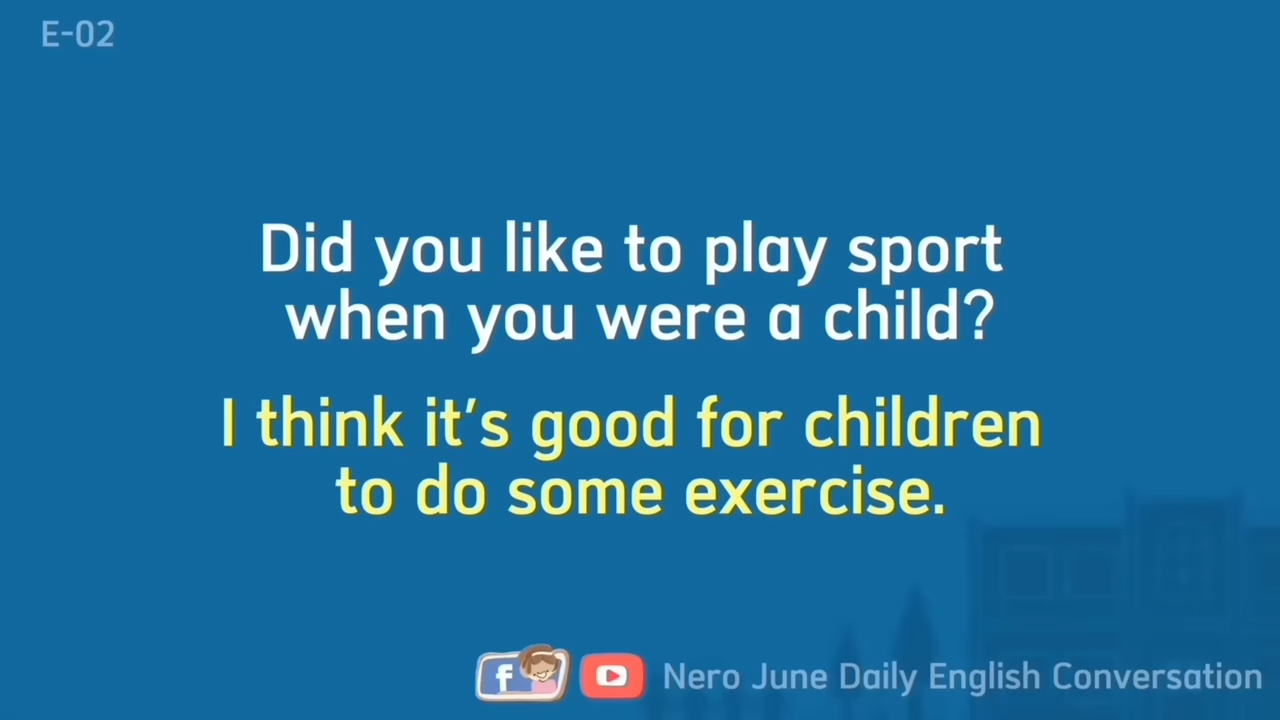 E-02
Did you like to play sport
when you were a child?
I think it's good for children
to do some exercise.
f
Nero June Daily English Conversation